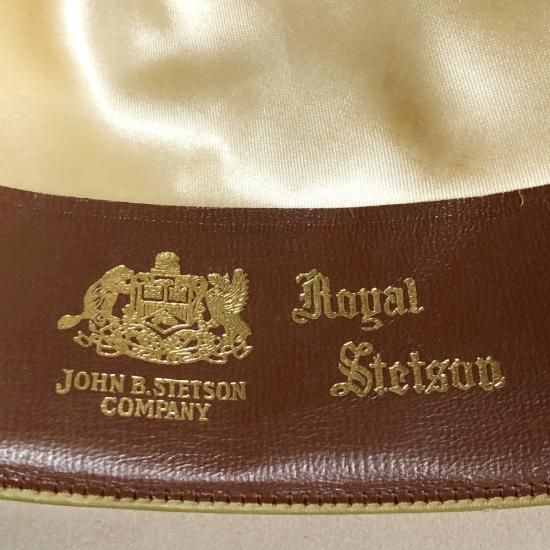 JOHN B. STETSON
COMPANY
Royal
Stetson